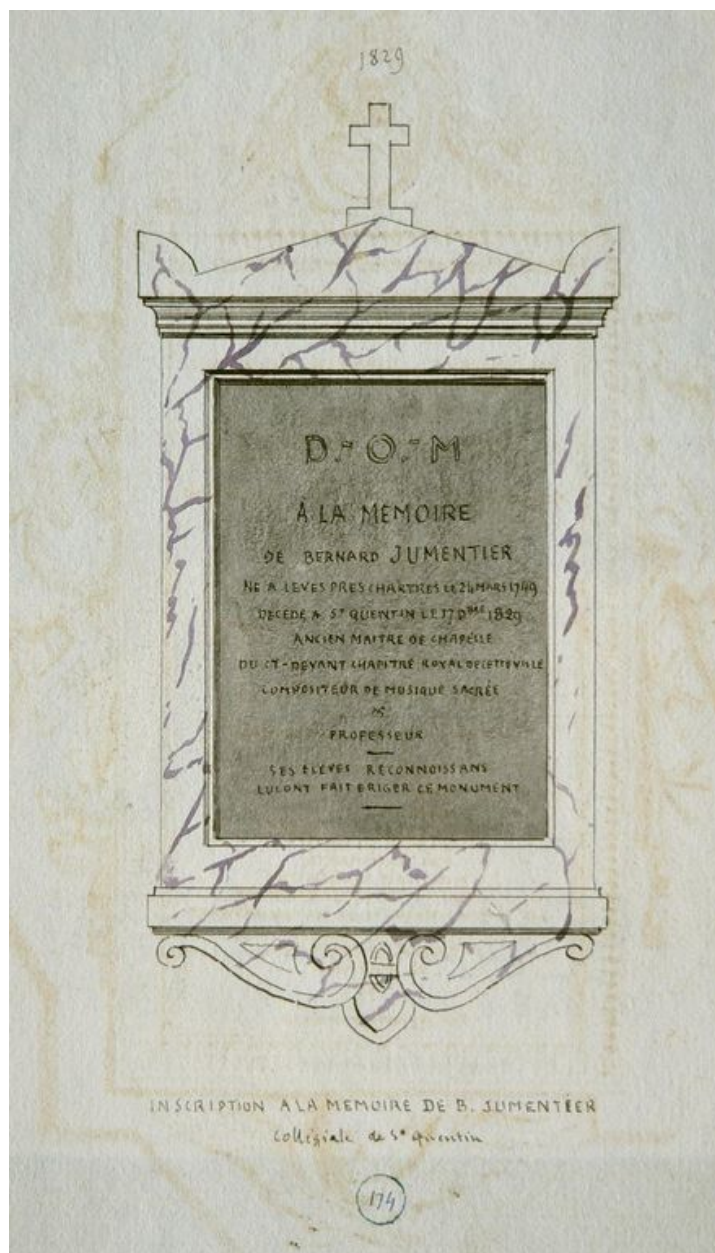 1829
D. O. M
A LA MEMOIRE
DE BERNARD JUMENTIER
NE A LEVES PRES CHARTRES LE 24 MARS 1749
DECEDE A St QUENTIN LE 17 DBRE 1829
ANCIEN MAITRE DE CHAPELLE
DU CI-DEVANT CHAPITRE ROYAL DE CETTE VILLE
COMPOSITEUR DE MUSIQUE SACRÉE
PROFESSEUR
SES ELEVES RECONNOISSANS
LUI ONT FAIT ERIGER CE MONUMENT
INSCRIPTION A LA MEMOIRE DE B. JUMENTIER
Collégiale de St Quentin
174